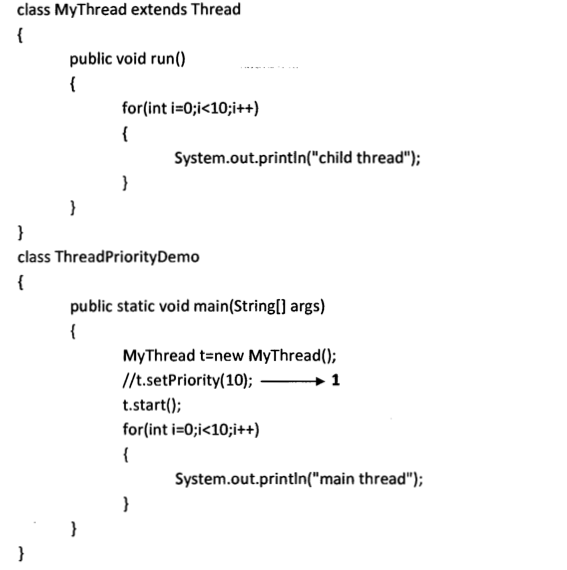 class MyThread extends Thread
{
public void run()
{
for(int i=0;i<10;i++)
{
System.out.println("child thread");
}
}
}
class ThreadPriorityDemo
{
public static void main(String[] args)
{
MyThread t=new MyThread();
//t.setPriority(10); → 1
t.start();
for(int i=0;i<10;i++)
{
System.out.println("main thread");
}
}
}